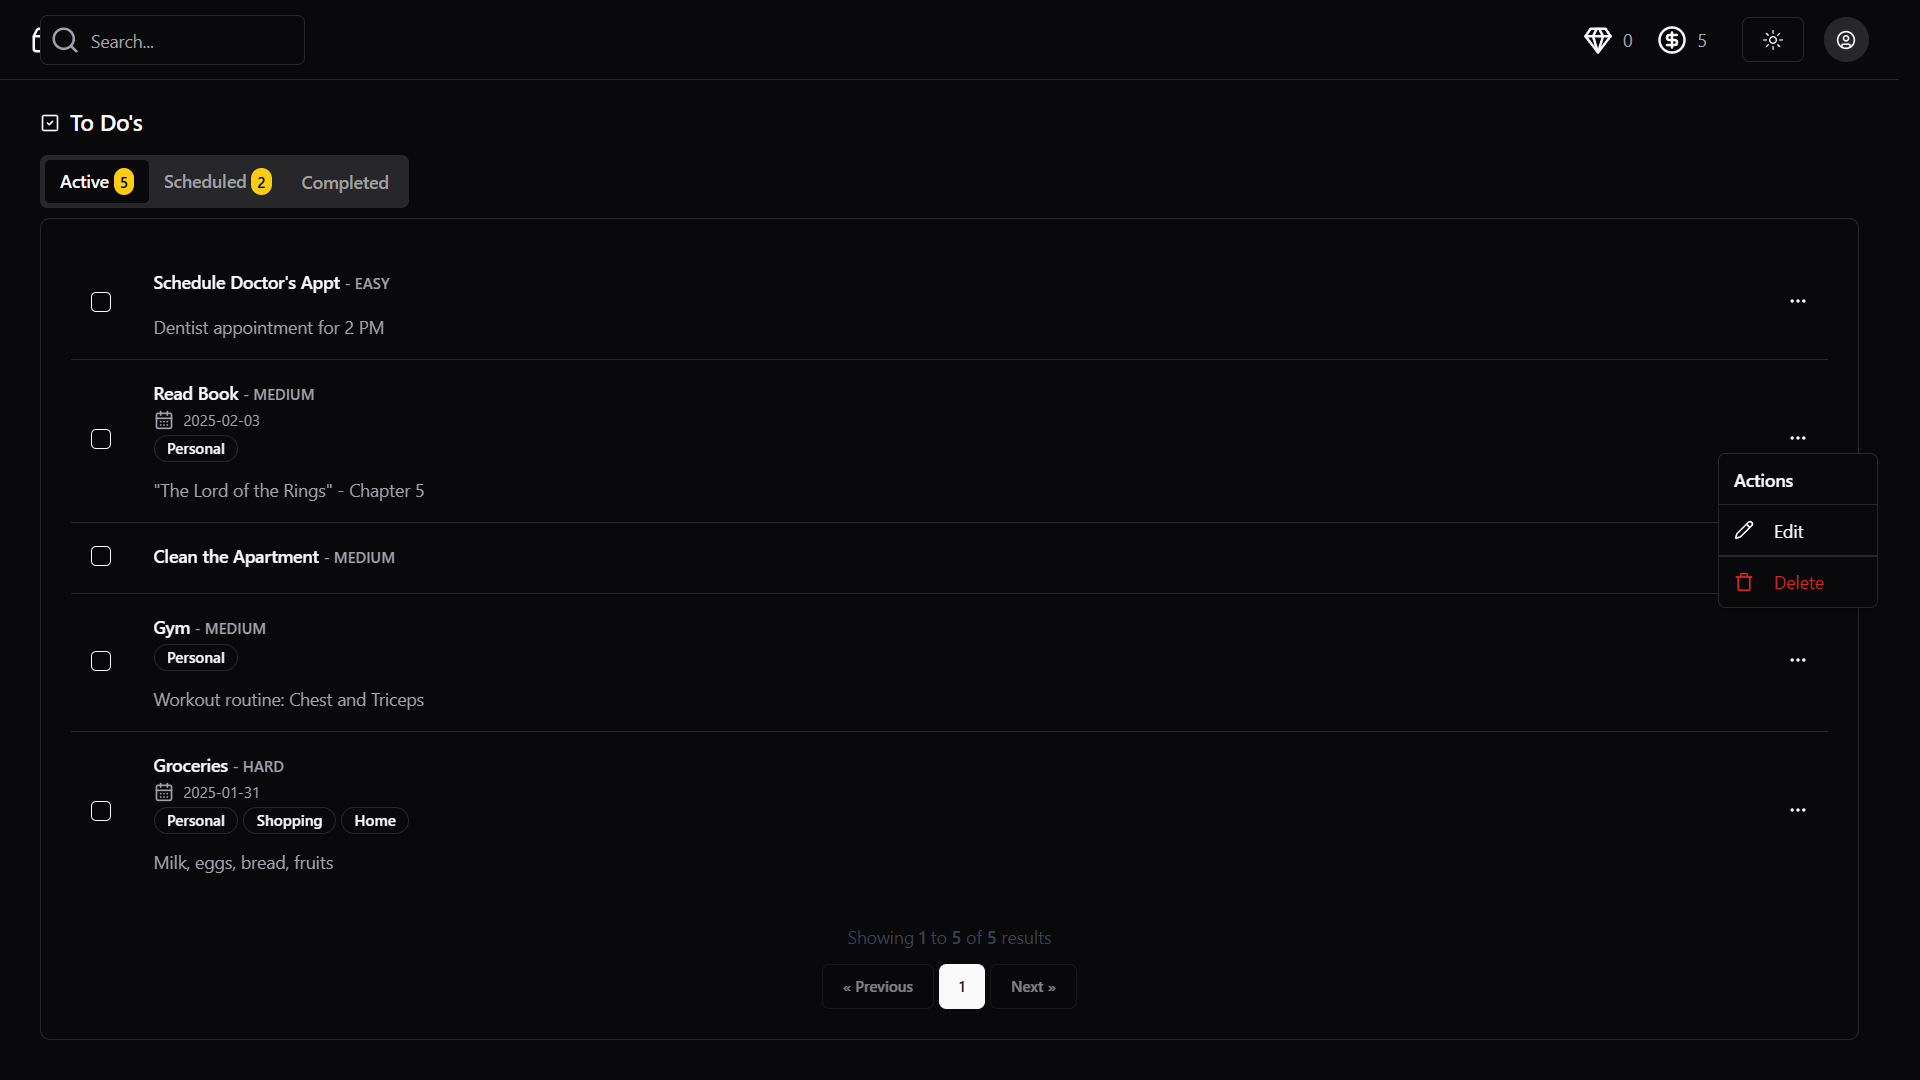 Search...
0
5
To Do's
Active 5
Scheduled 2
Completed
Schedule Doctor's Appt - EASY
Dentist appointment for 2 PM
Read Book - MEDIUM
2025-02-03
Personal
"The Lord of the Rings" - Chapter 5
Actions
Edit
Delete
Clean the Apartment - MEDIUM
Gym - MEDIUM
Personal
Workout routine: Chest and Triceps
Groceries - HARD
2025-01-31
Personal Shopping Home
Milk, eggs, bread, fruits
Showing 1 to 5 of 5 results
« Previous 1 Next »